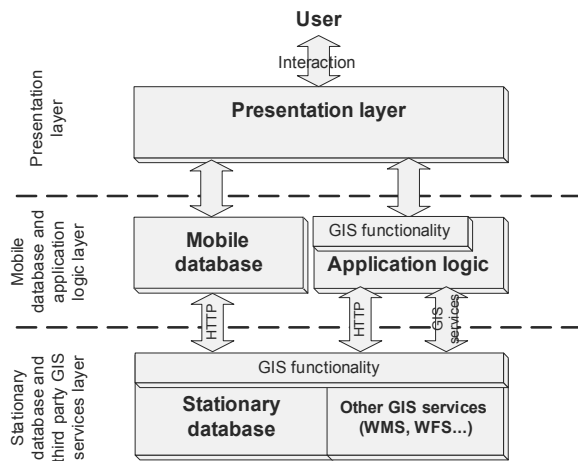 User
Interaction
Presentation layer
Presentation
layer
GIS functionality
Mobile
database
Application logic
Mobile
database and
application
logic layer
HTTP
HTTP
GIS
services
GIS functionality
Stationary
database
Other GIS services
(WMS, WFS...)
Stationary
database and
third party GIS
services layer